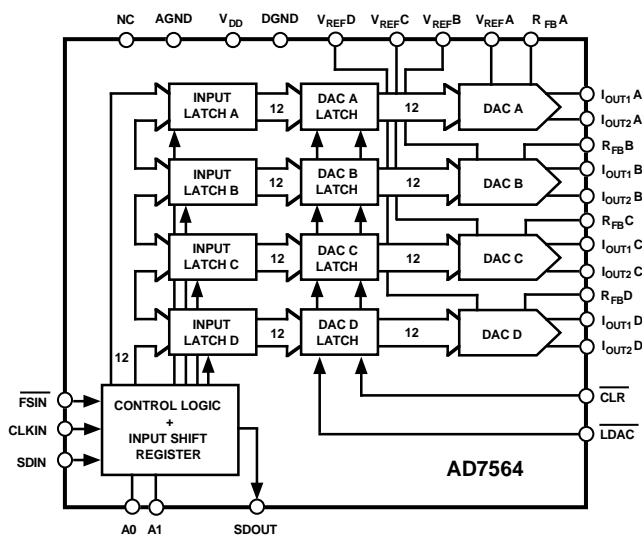 NC AGND VDD DGND VREFD VREFC VREFB VREFA RFBA
INPUT LATCH A
12
DAC A LATCH
12
DAC A
IOUT1A
IOUT2A
RFBB
INPUT LATCH B
12
DAC B LATCH
12
DAC B
IOUT1B
IOUT2B
RFBC
INPUT LATCH C
12
DAC C LATCH
12
DAC C
IOUT1C
IOUT2C
RFBD
INPUT LATCH D
12
DAC D LATCH
12
DAC D
IOUT1D
IOUT2D
12
FSIN
CLKIN
SDIN
CONTROL LOGIC
+
INPUT SHIFT
REGISTER
CLR
LDAC
AD7564
A0 A1 SDOUT